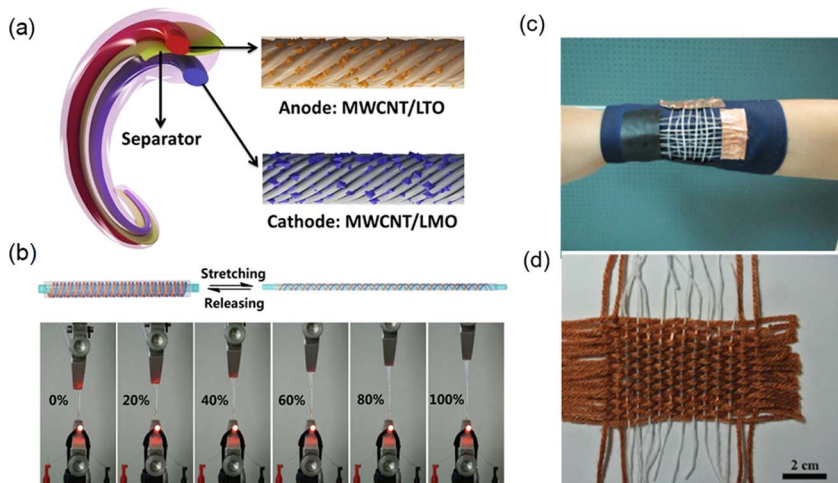 (a)
Separator
Anode: MWCNT/LTO
Cathode: MWCNT/LMO
(b)
Stretching
Releasing
0%
20%
40%
60%
80%
100%
(c)
(d)
2 cm